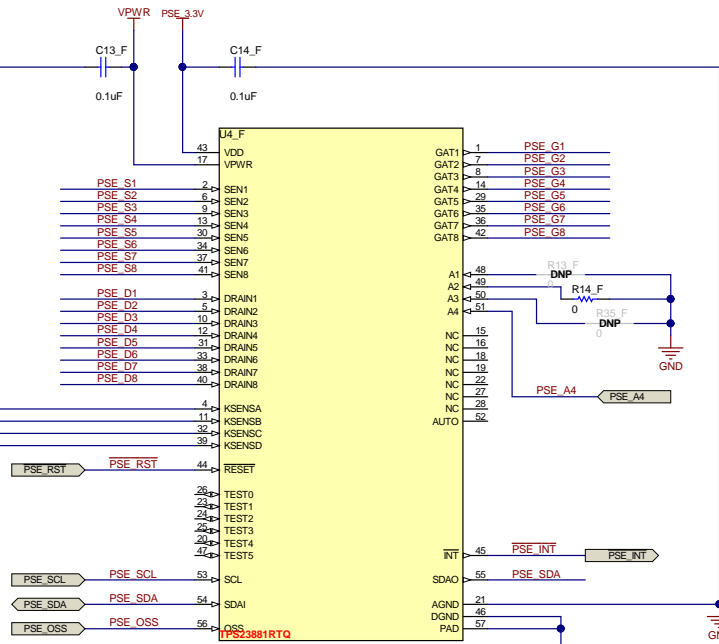 VPWR PSE_3.3V
C13_F C14_F
0.1uF 0.1uF
U4_F
43 VDD GAT1 1 PSE_G1
17 VPWR GAT2 7 PSE_G2
GAT3 8 PSE_G3
PSE_S1 2 SEN1 GAT4 14 PSE_G4
PSE_S2 6 SEN2 GAT5 29 PSE_G5
PSE_S3 9 SEN3 GAT6 35 PSE_G6
PSE_S4 13 SEN4 GAT7 36 PSE_G7
PSE_S5 30 SEN5 GAT8 42 PSE_G8
PSE_S6 34 SEN6
PSE_S7 37 SEN7
PSE_S8 41 SEN8 A1 48 R13_F DNP 0
A2 49 R14_F 0
PSE_D1 3 DRAIN1 A3 50 R35_F DNP 0
PSE_D2 5 DRAIN2 A4 51
PSE_D3 10 DRAIN3
PSE_D4 12 DRAIN4 NC 15
PSE_D5 31 DRAIN5 NC 16
PSE_D6 33 DRAIN6 NC 18
PSE_D7 38 DRAIN7 NC 19
PSE_D8 40 DRAIN8 NC 22
GND
NC 27 PSE_A4 PSE_A4
4 KSENSA NC 28
11 KSENSB AUTO 52
32 KSENSC
39 KSENSD
PSE_RST PSE_RST 44 RESET
26 TEST0
23 TEST1
24 TEST2
25 TEST3
20 TEST4
47 TEST5 INT 45 PSE_INT PSE_INT
PSE_SCL PSE_SCL 53 SCL SDAO 55 PSE_SDA
PSE_SDA PSE_SDA 54 SDAI AGND 21
DGND 46
PSE_OSS PSE_OSS 56 OSS PAD 57
TPS23881RTQ